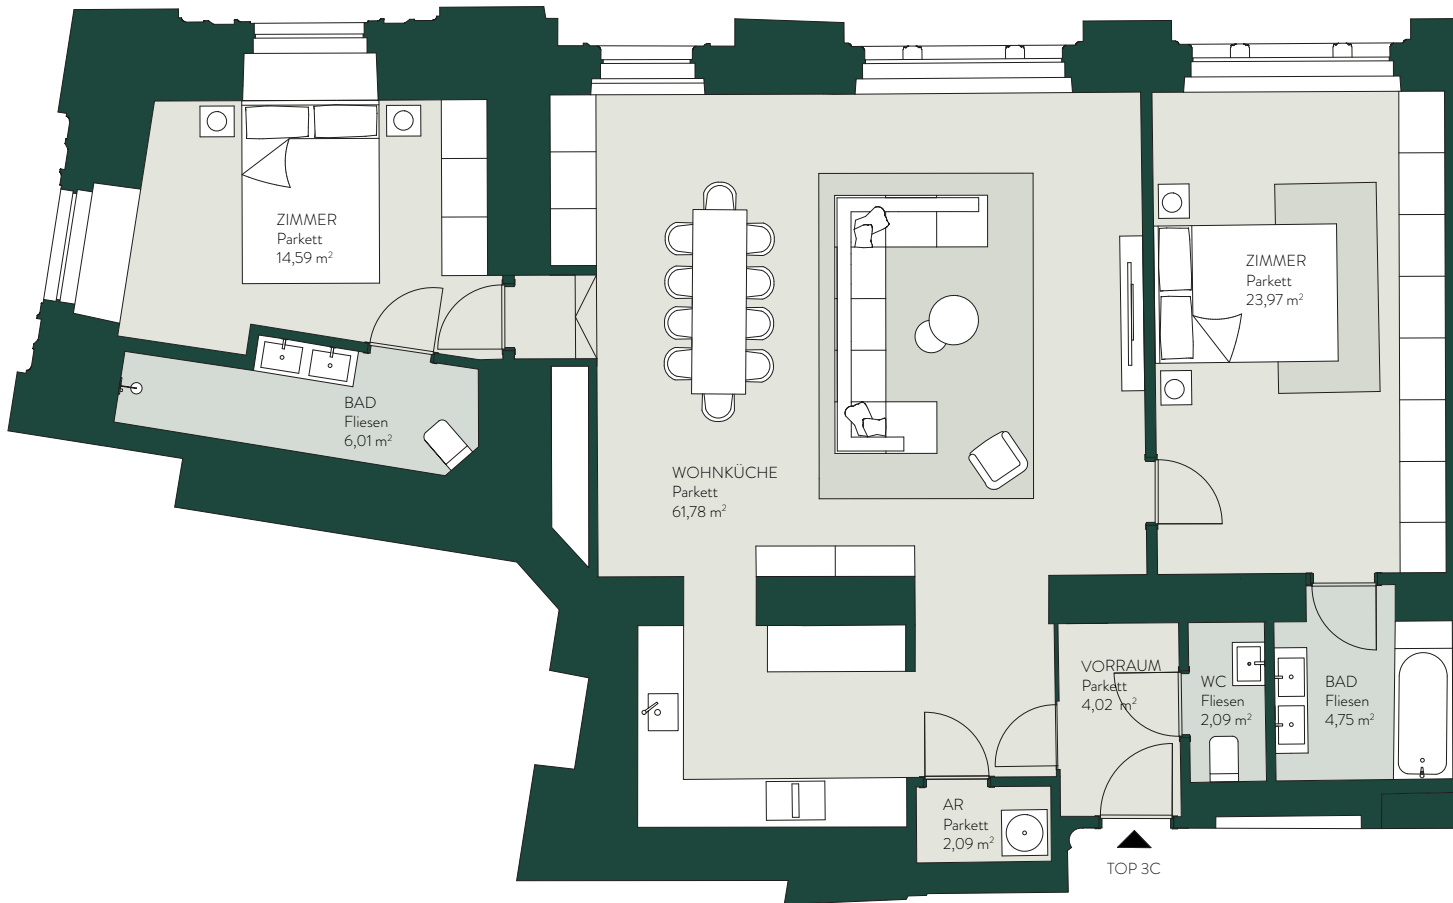 ZIMMER
Parkett
14,59 m²
ZIMMER
Parkett
23,97 m²
BAD
Fliesen
6,01 m²
WOHNKÜCHE
Parkett
61,78 m²
VORRAUM
Parkett
4,02 m²
WC
Fliesen
2,09 m²
BAD
Fliesen
4,75 m²
AR
Parkett
2,09 m²
TOP 3C